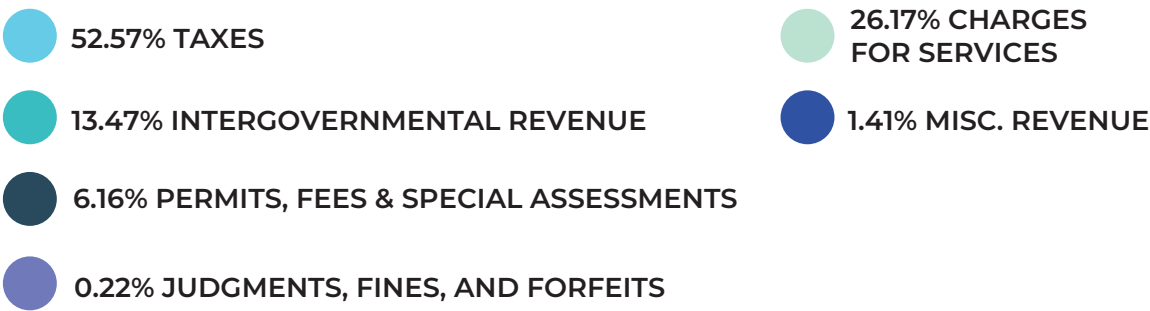 52.57% TAXES
13.47% INTERGOVERNMENTAL REVENUE
6.16% PERMITS, FEES & SPECIAL ASSESSMENTS
0.22% JUDGMENTS, FINES, AND FORFEITS
26.17% CHARGES
FOR SERVICES
1.41% MISC. REVENUE